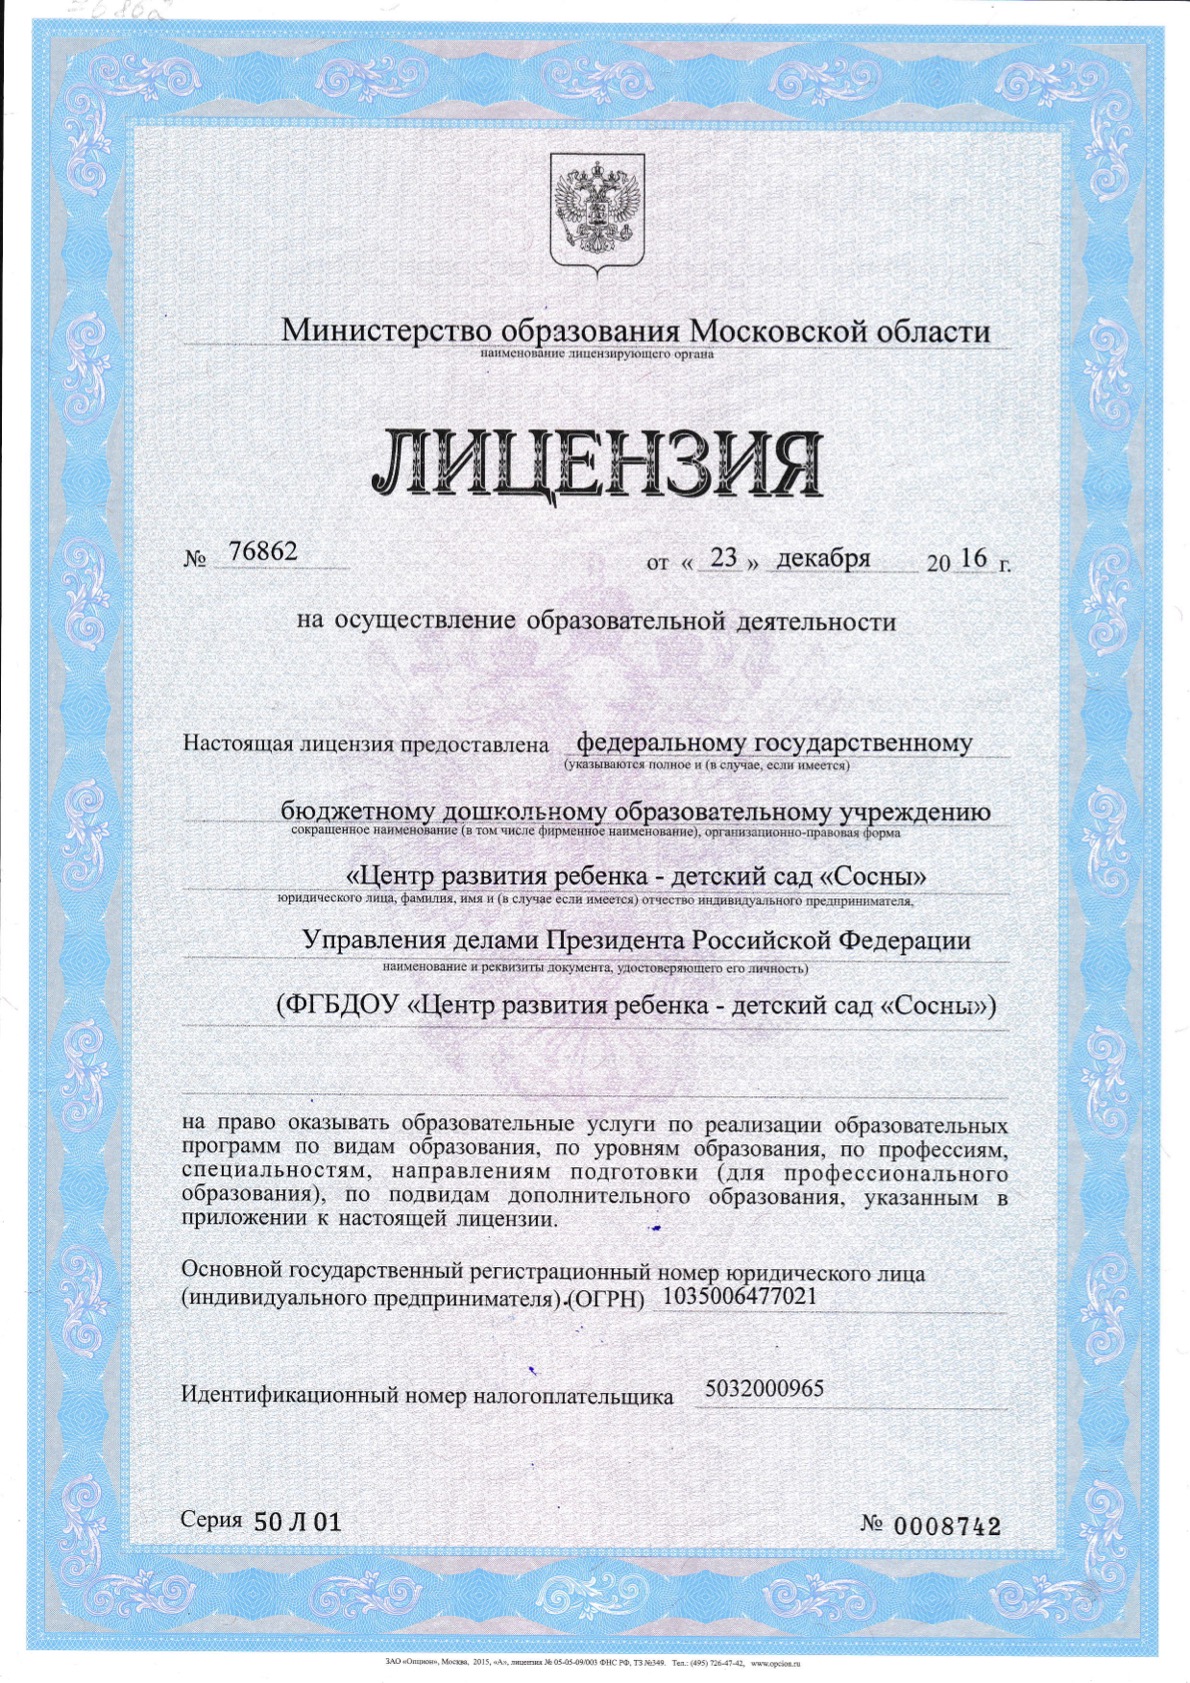 Министерство образования Московской области
наименование лицензирующего органа
ЛИЦЕНЗИЯ
№ 76862 от « 23 » декабря 20 16 г.
на осуществление образовательной деятельности
Настоящая лицензия предоставлена федеральному государственному
(указываются полное и (в случае, если имеется)
бюджетному дошкольному образовательному учреждению
сокращенное наименование (в том числе фирменное наименование), организационно-правовая форма
«Центр развития ребенка - детский сад «Сосны»
юридического лица, фамилия, имя и (в случае если имеется) отчество индивидуального предпринимателя,
Управления делами Президента Российской Федерации
наименование и реквизиты документа, удостоверяющего его личность)
(ФГБДОУ «Центр развития ребенка - детский сад «Сосны»)
на право оказывать образовательные услуги по реализации образовательных
программ по видам образования, по уровням образования, по профессиям,
специальностям, направлениям подготовки (для профессионального
образования), по подвидам дополнительного образования, указанным в
приложении к настоящей лицензии.
Основной государственный регистрационный номер юридического лица
(индивидуального предпринимателя) (ОГРН) 1035006477021
Идентификационный номер налогоплательщика 5032000965
Серия 50 Л 01 № 0008742
ЗАО «Опцион», Москва, 2015, «А», лицензия № 05-05-09/003 ФНС РФ, ТЗ №349. Тел.: (495) 726-47-42, www.opcion.ru